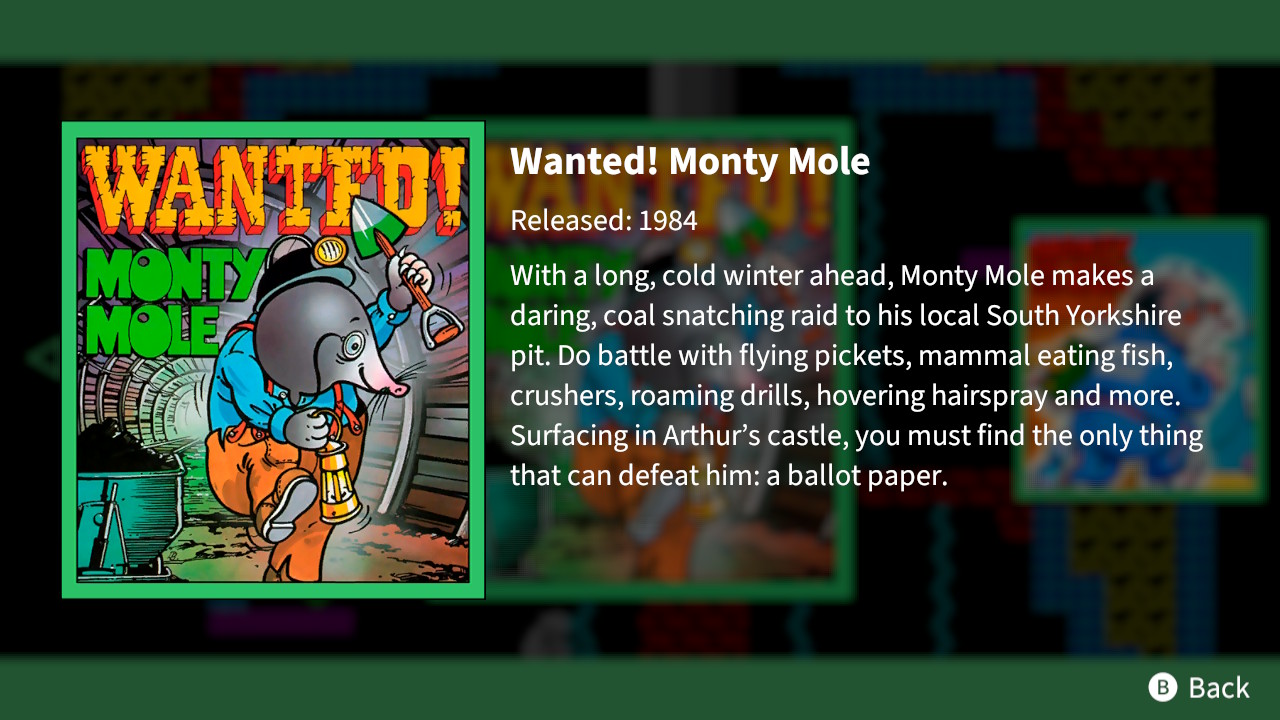 WANTED!
MONTY
MOLE
Wanted! Monty Mole
Released: 1984
With a long, cold winter ahead, Monty Mole makes a
daring, coal snatching raid to his local South Yorkshire
pit. Do battle with flying pickets, mammal eating fish,
crushers, roaming drills, hovering hairspray and more.
Surfacing in Arthur’s castle, you must find the only thing
that can defeat him: a ballot paper.
B Back